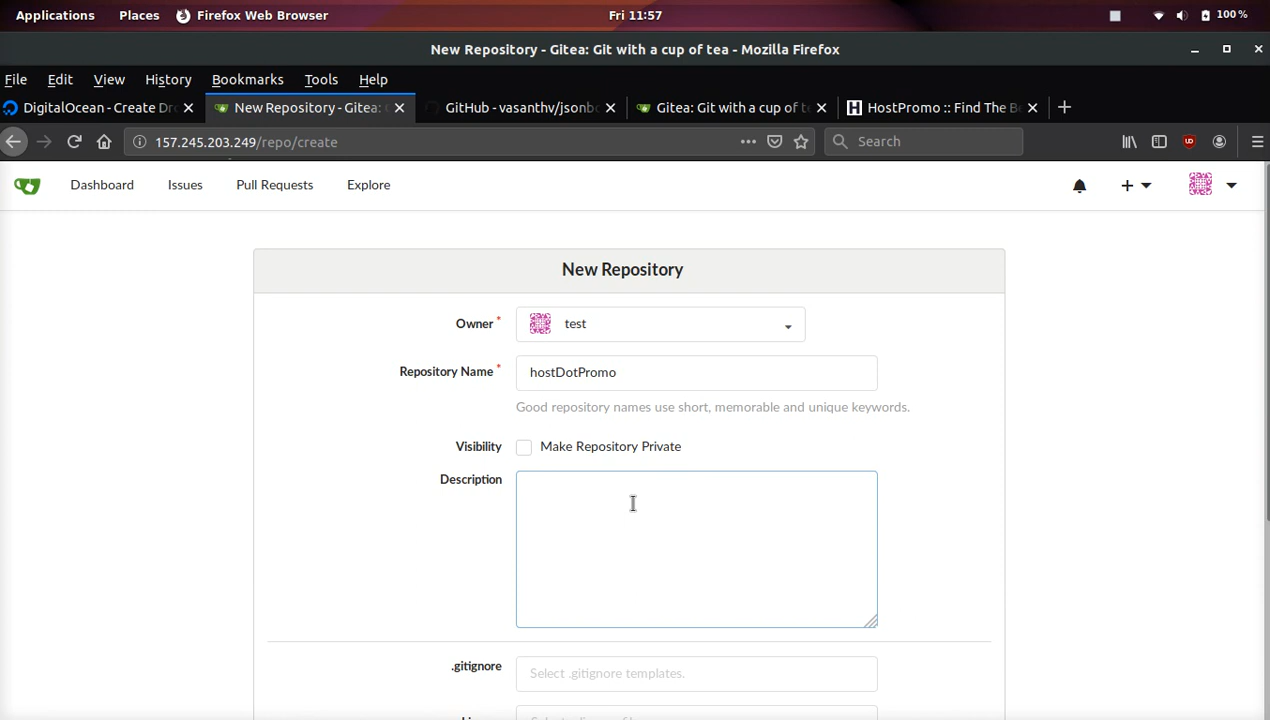 Applications Places Firefox Web Browser Fri 11:57 100%
New Repository - Gitea: Git with a cup of tea - Mozilla Firefox
File Edit View History Bookmarks Tools Help
DigitalOcean - Create Dr New Repository - Gitea: GitHub - vasanthv/jsonb Gitea: Git with a cup of t HostPromo :: Find The B
157.245.203.249/repo/create Search
Dashboard Issues Pull Requests Explore
New Repository
Owner * test
Repository Name * hostDotPromo
Good repository names use short, memorable and unique keywords.
Visibility Make Repository Private
Description
.gitignore Select .gitignore templates.